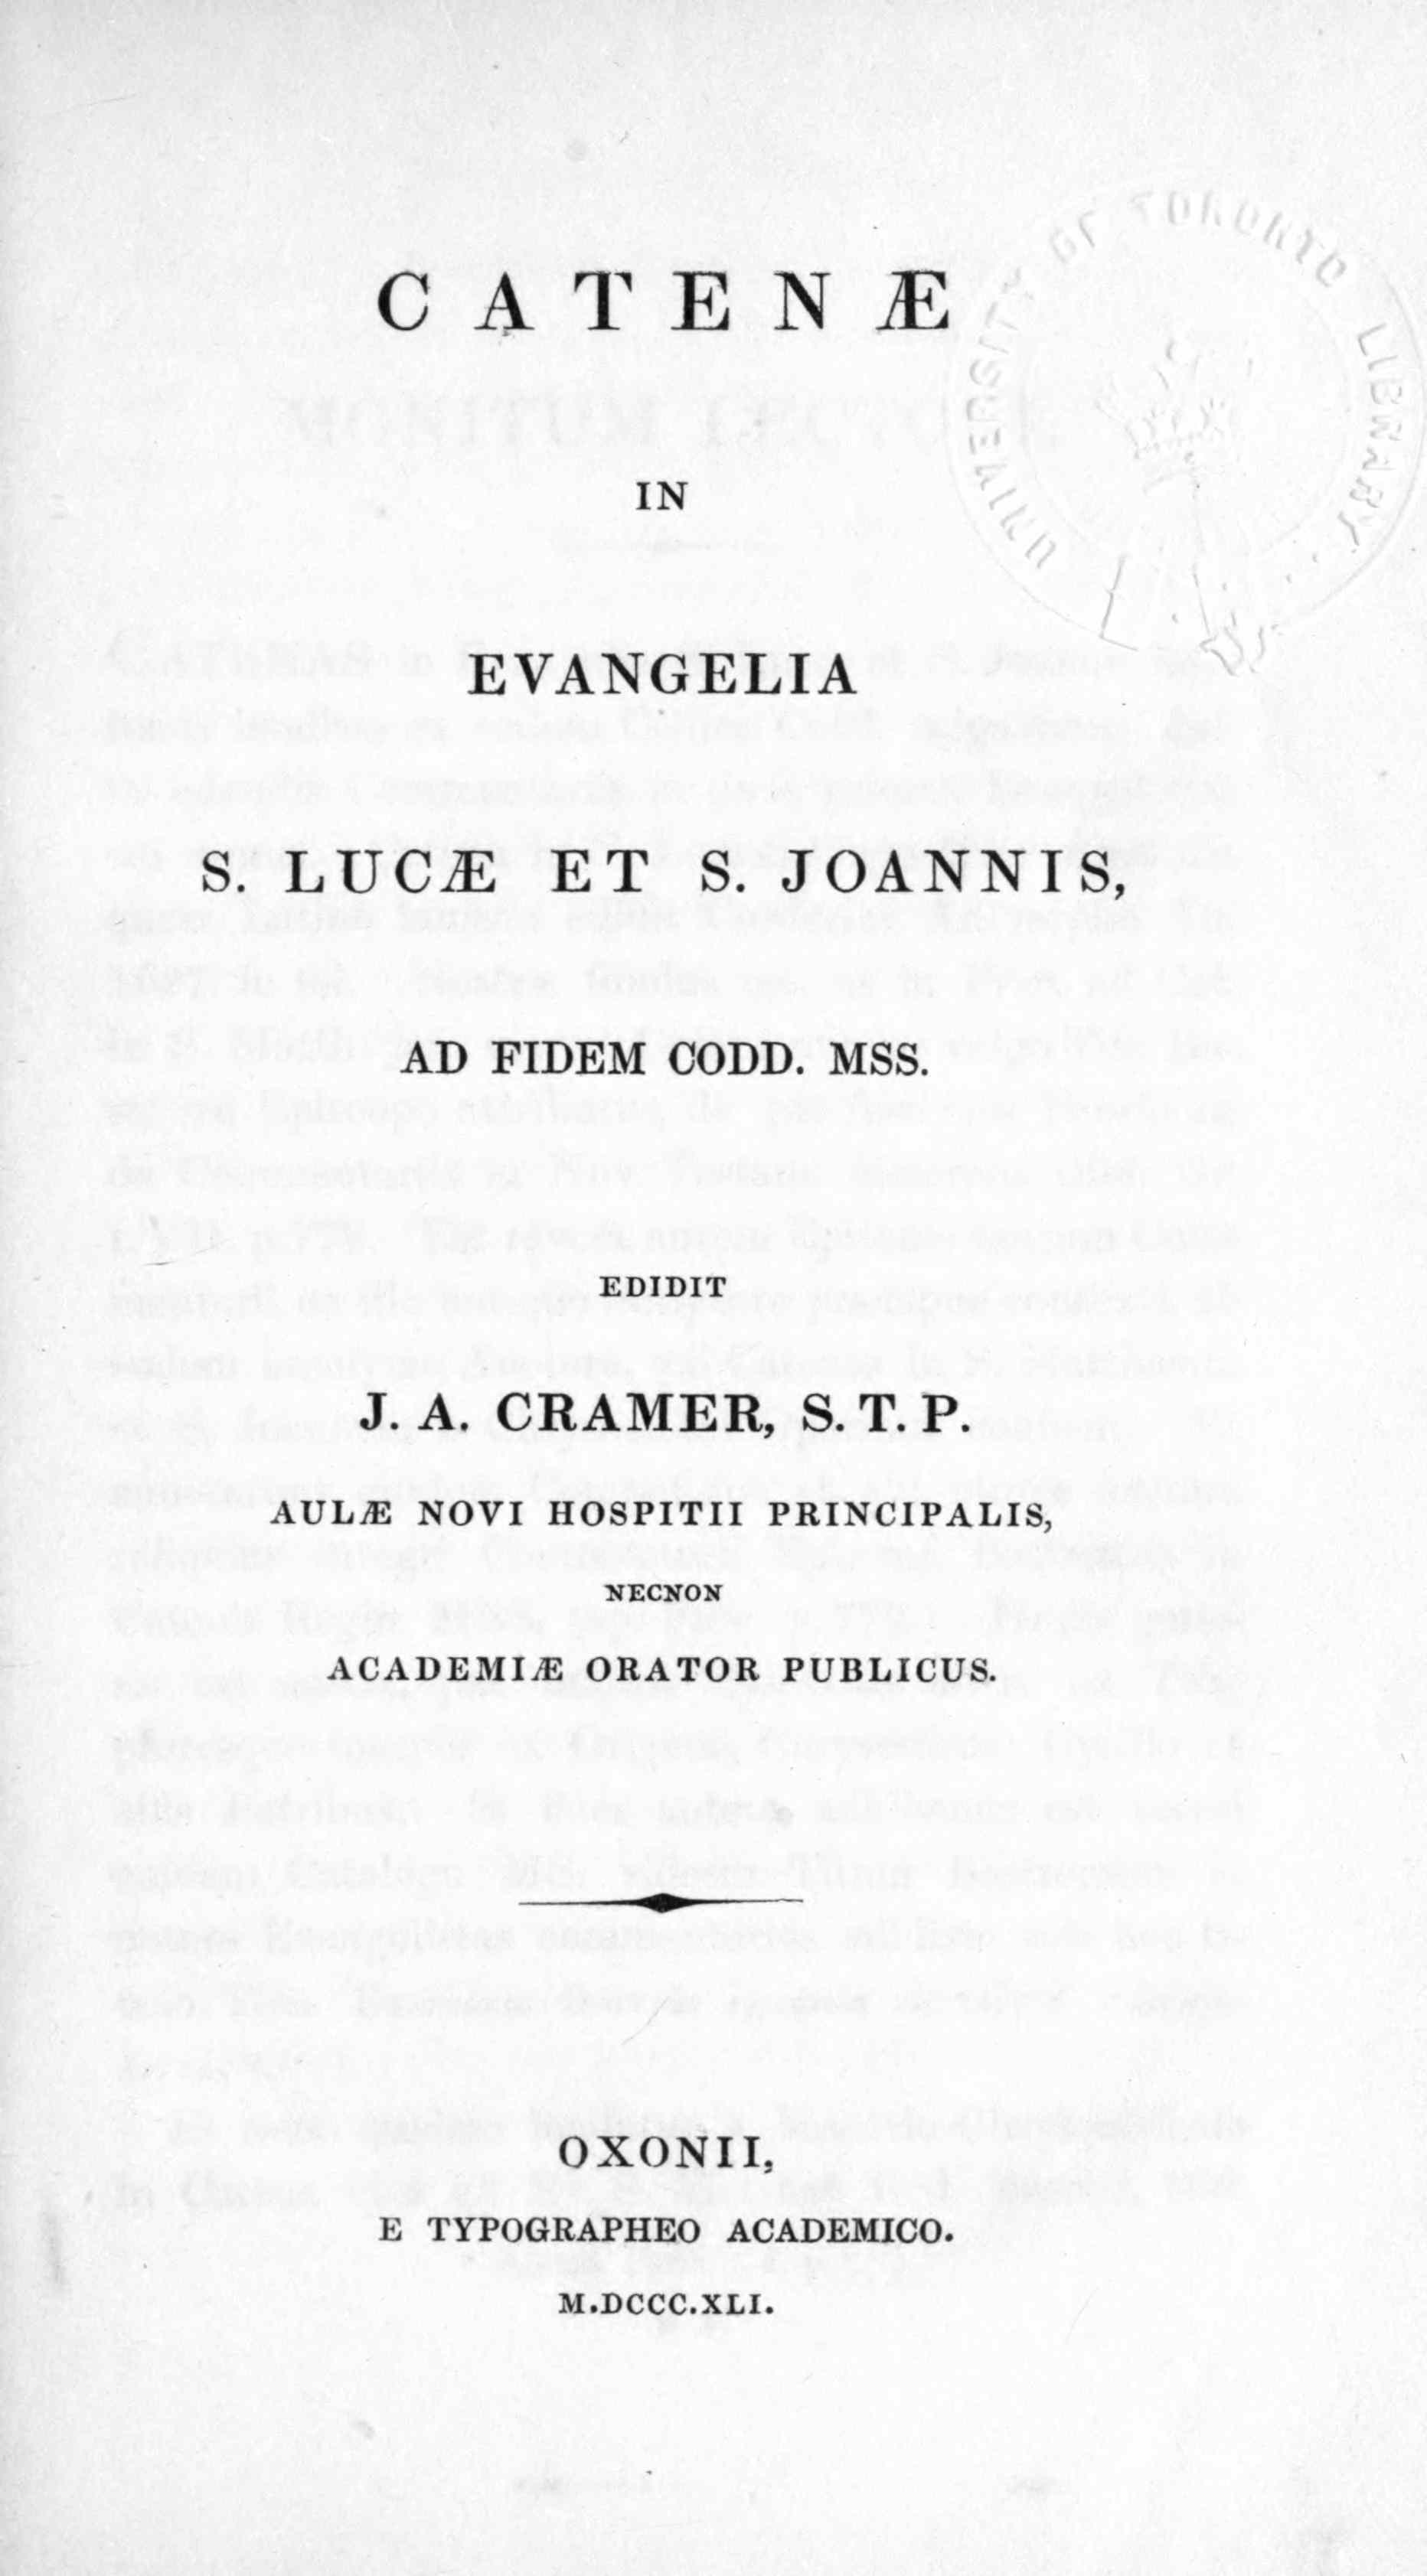 CATENÆ
IN
EVANGELIA
S. LUCÆ ET S. JOANNIS,
AD FIDEM CODD. MSS.
EDIDIT
J. A. CRAMER, S. T. P.
AULÆ NOVI HOSPITII PRINCIPALIS,
NECNON
ACADEMIÆ ORATOR PUBLICUS.
OXONII,
E TYPOGRAPHEO ACADEMICO.
M.DCCC.XLI.
UNIVERSITY OF TORONTO LIBRARY